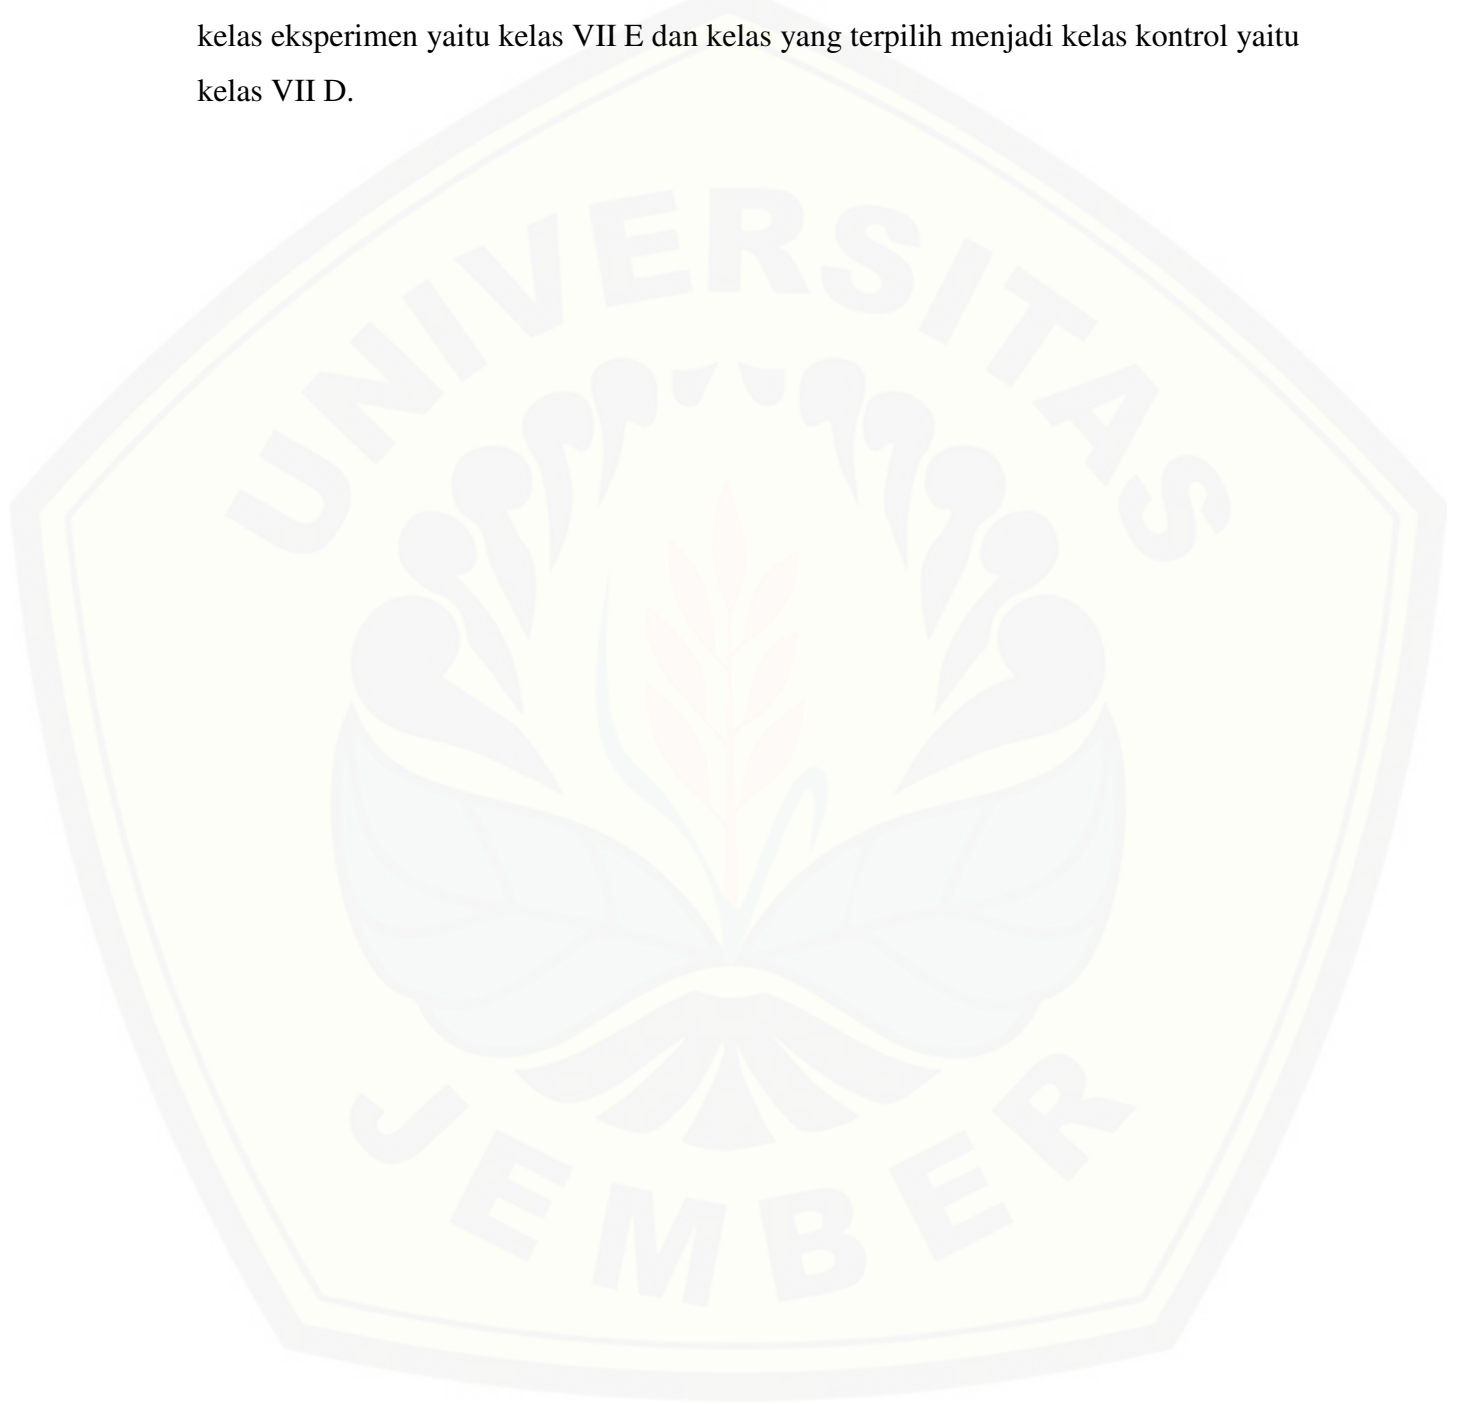 kelas eksperimen yaitu kelas VII E dan kelas yang terpilih menjadi kelas kontrol yaitu
kelas VII D.
UNIVERSITAS
JEMBER